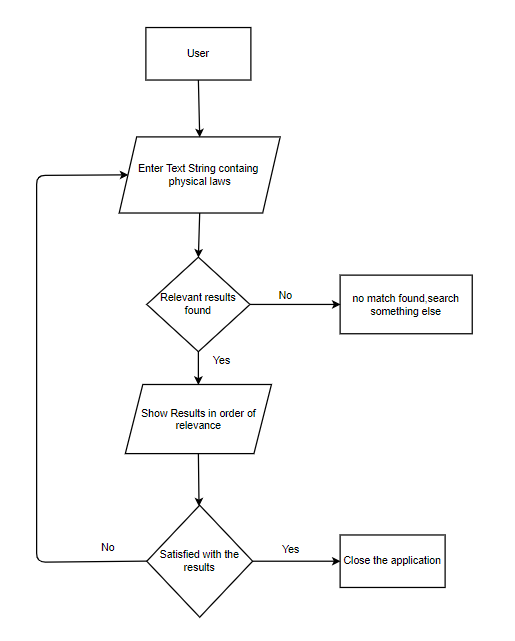 User
Enter Text String containg
physical laws
Relevant results
found
No
no match found,search
something else
Yes
Show Results in order of
relevance
Satisfied with the
results
No
Yes
Close the application